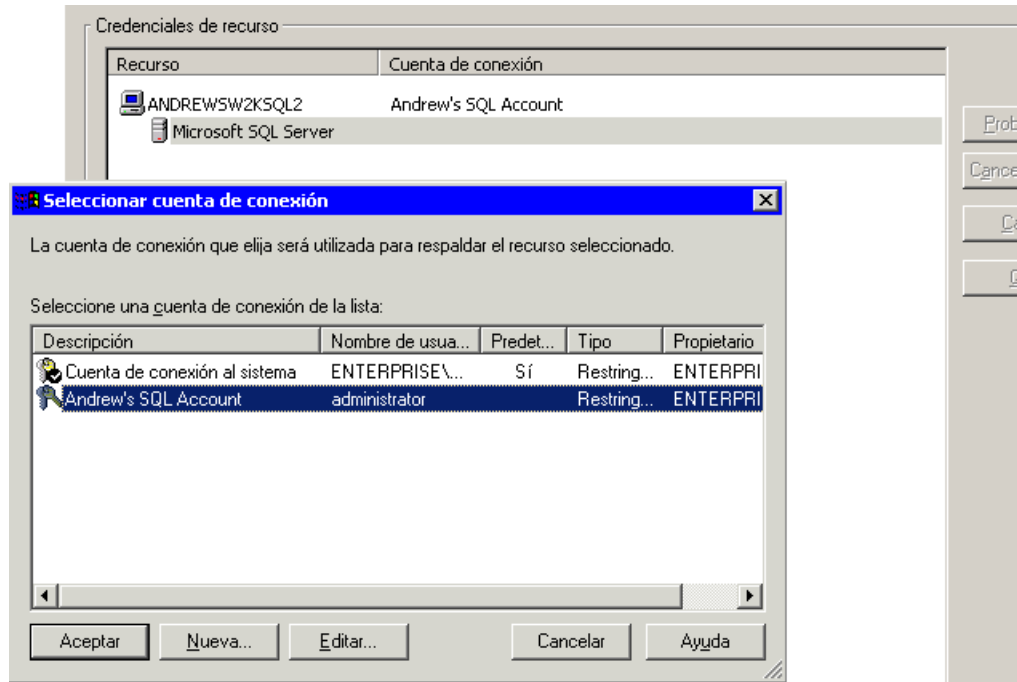 Credenciales de recurso
Recurso Cuenta de conexión
ANDREWSW2KSQL2 Andrew's SQL Account
Microsoft SQL Server
Seleccionar cuenta de conexión
La cuenta de conexión que elija será utilizada para respaldar el recurso seleccionado.
Seleccione una cuenta de conexión de la lista:
Descripción Nombre de usua... Predet... Tipo Propietario
Cuenta de conexión al sistema ENTERPRISE\... Sí Restring... ENTERPRI
Andrew's SQL Account administrator Restring... ENTERPRI
Aceptar Nueva... Editar... Cancelar Ayuda
Prob
Cance